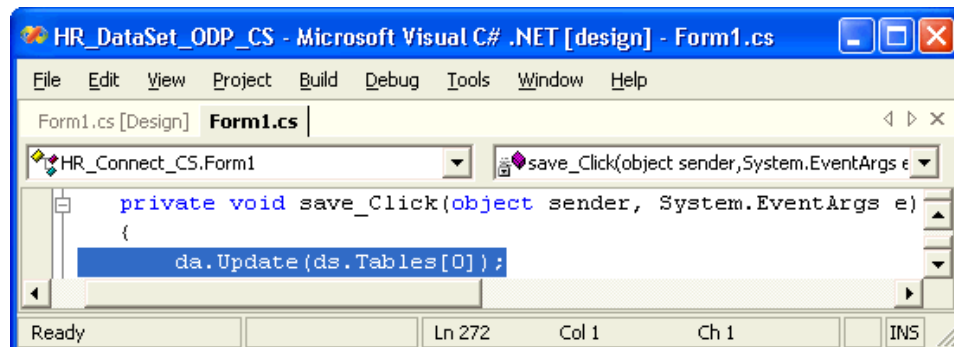 HR_DataSet_ODP_CS - Microsoft Visual C# .NET [design] - Form1.cs
File Edit View Project Build Debug Tools Window Help
Form1.cs [Design] Form1.cs
HR_Connect_CS.Form1 save_Click(object sender,System.EventArgs e
private void save_Click(object sender, System.EventArgs e)
{
da.Update(ds.Tables[0]);
Ready Ln 272 Col 1 Ch 1 INS